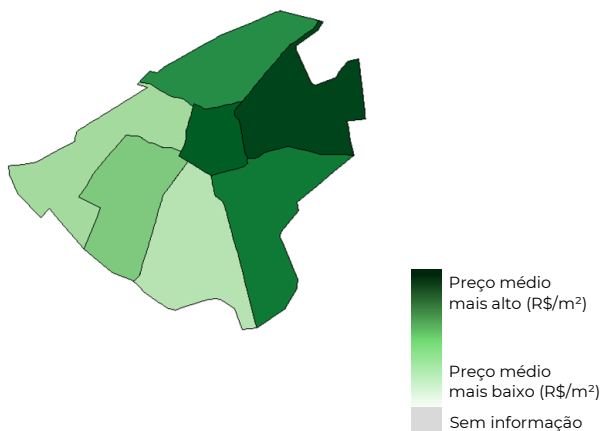 Preço médio
mais alto (R$/m²)
Preço médio
mais baixo (R$/m²)
Sem informação